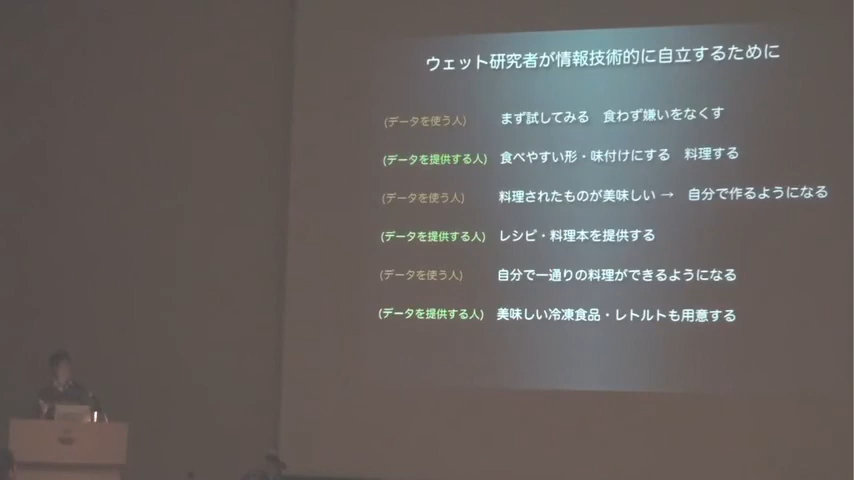 ウェット研究者が情報技術的に自立するために
(データを使う人) まず試してみる 食わず嫌いをなくす
(データを提供する人) 食べやすい形・味付けにする 料理する
(データを使う人) 料理されたものが美味しい → 自分で作るようになる
(データを提供する人) レシピ・料理本を提供する
(データを使う人) 自分で一通りの料理ができるようになる
(データを提供する人) 美味しい冷凍食品・レトルトも用意する